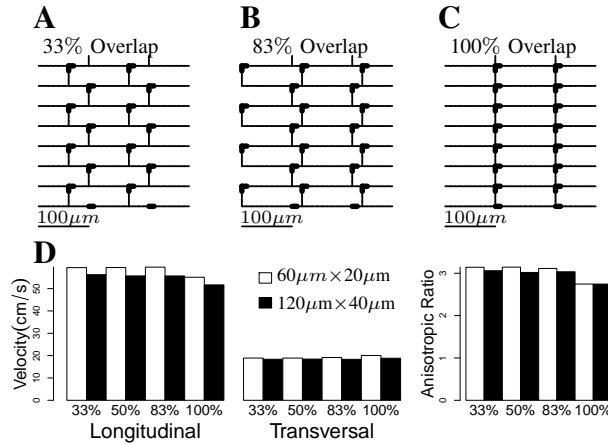 A
B
C
33% Overlap
83% Overlap
100% Overlap
100μm
100μm
100μm
D
Velocity(cm/s)
0 10 20 30 40 50
33% 50% 83% 100%
Longitudinal
60μm×20μm
120μm×40μm
33% 50% 83% 100%
Transversal
Anisotropic Ratio
0 1 2 3
33% 50% 83% 100%